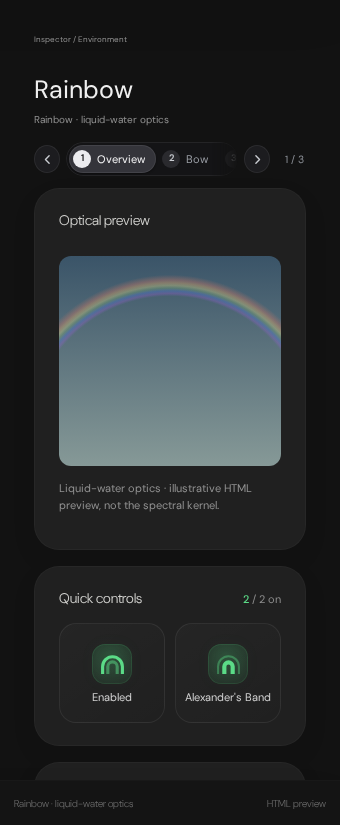 Inspector / Environment
Rainbow
Rainbow · liquid-water optics
1 Overview 2 Bow 3 1 / 3
Optical preview
Liquid-water optics · illustrative HTML
preview, not the spectral kernel.
Quick controls 2 / 2 on
Enabled Alexander's Band
Rainbow · liquid-water optics HTML preview